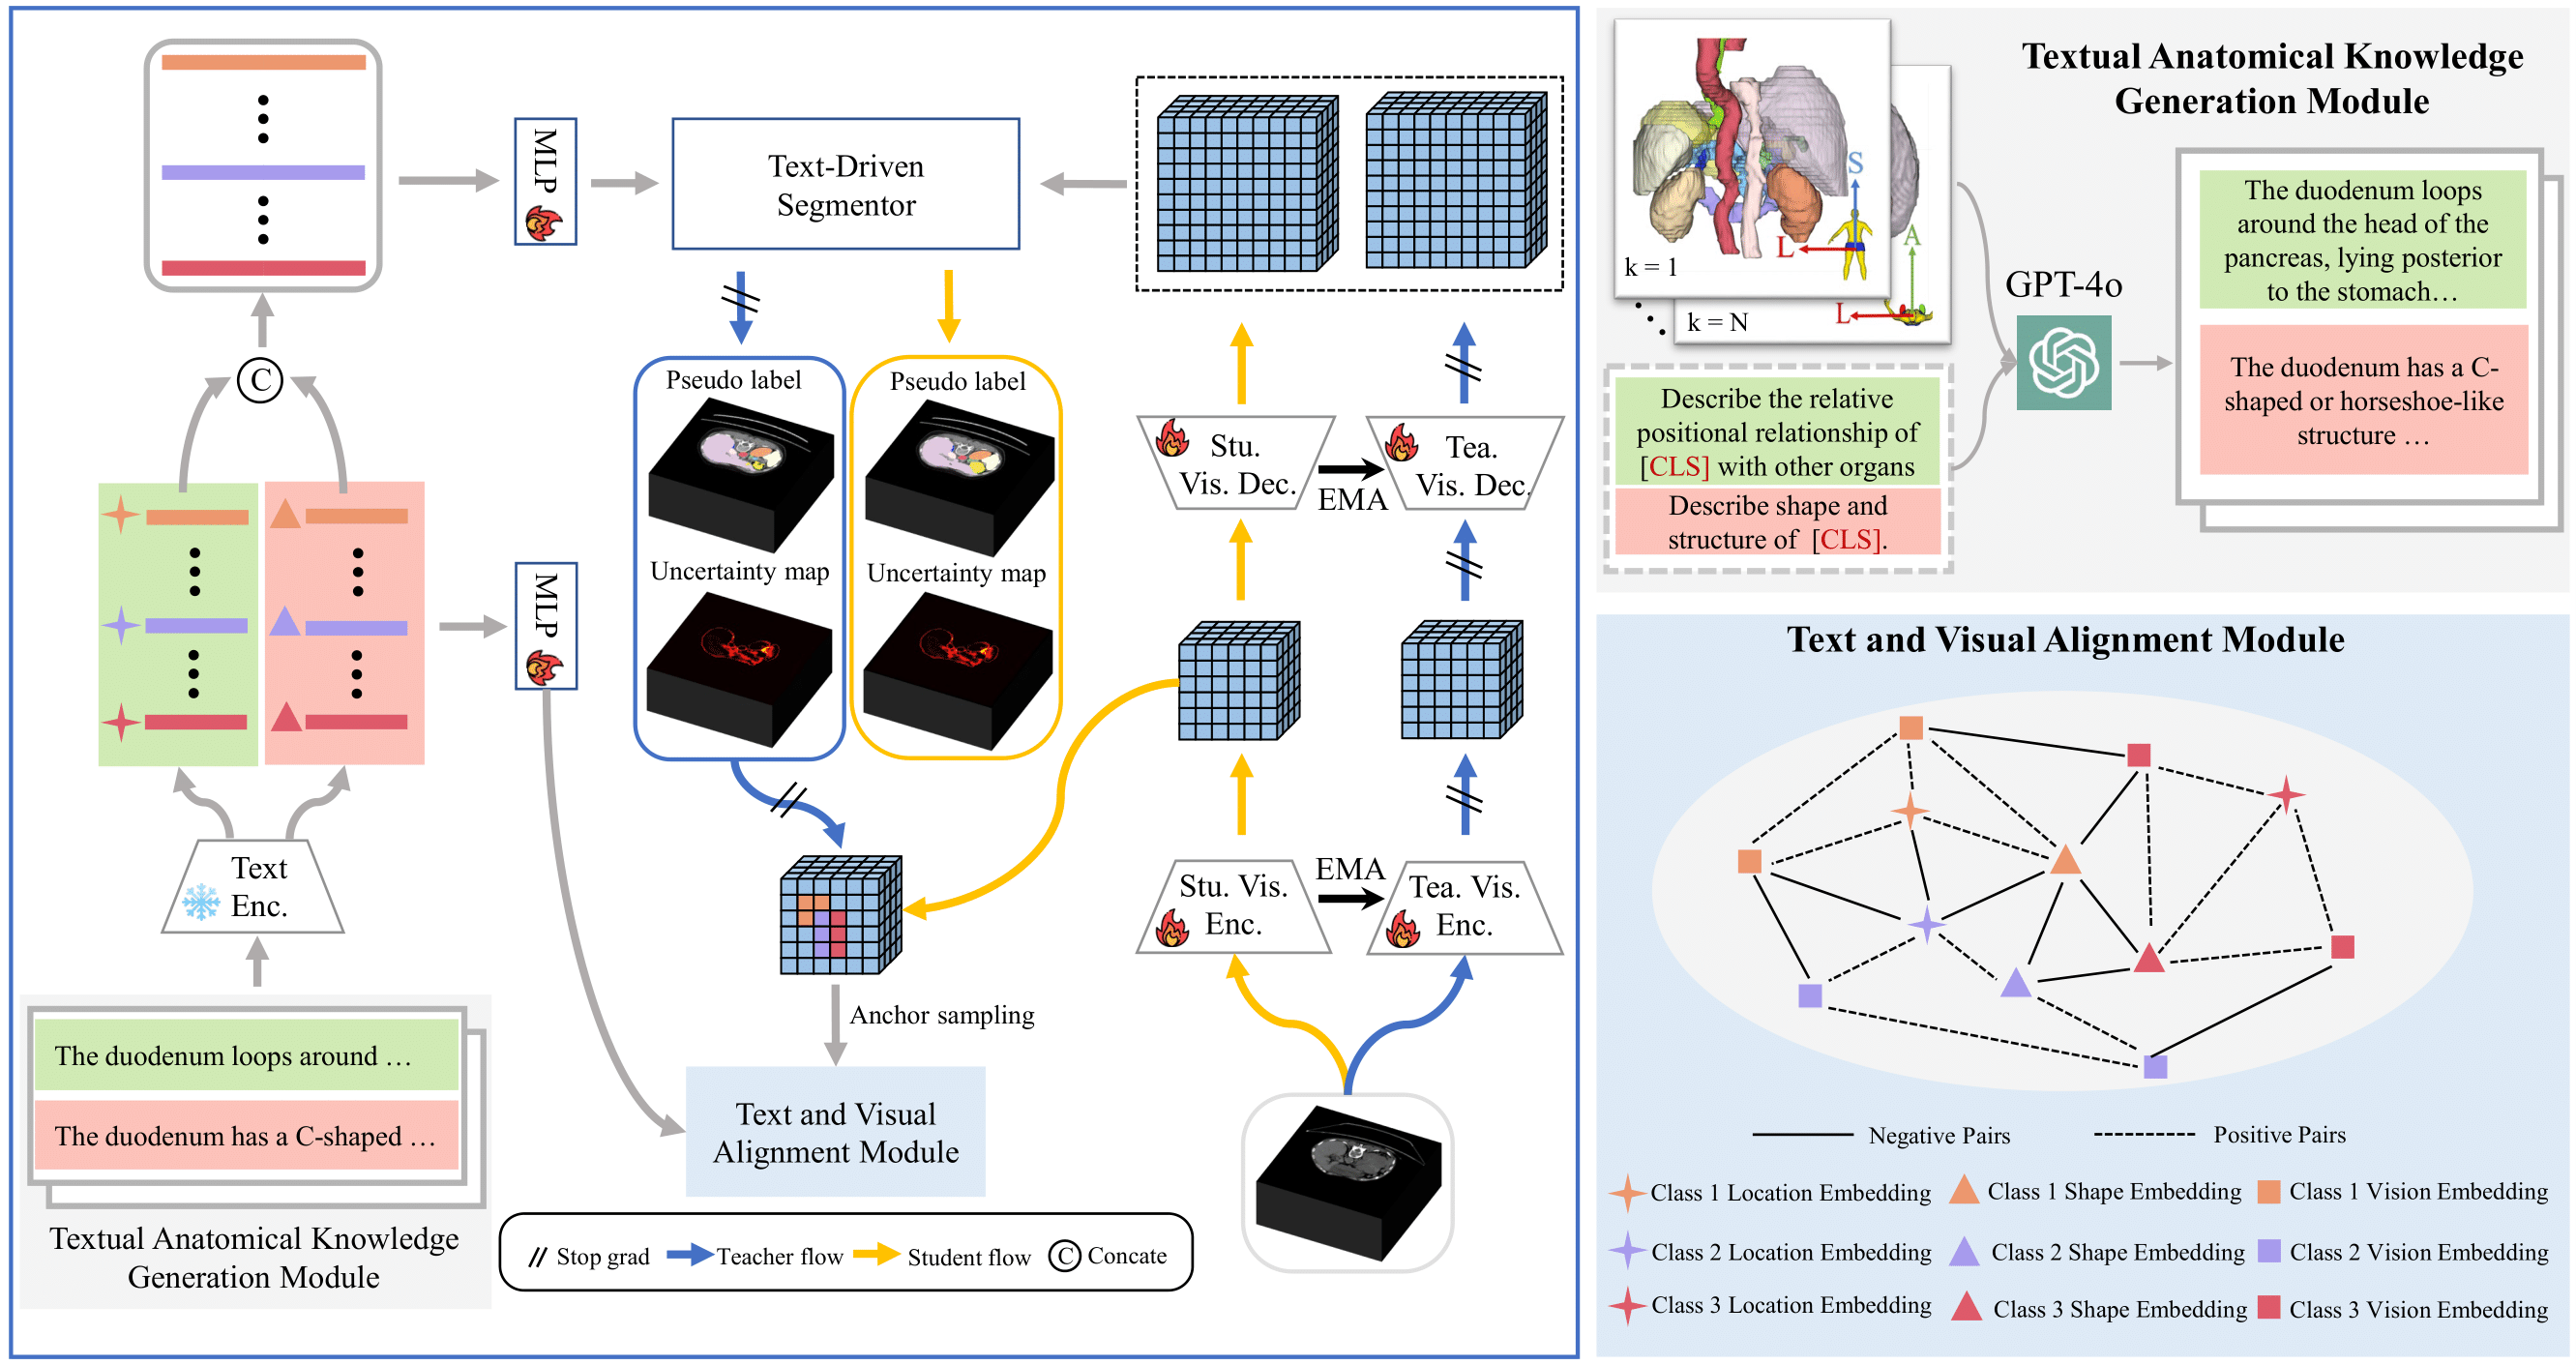 MLP
Text-Driven
Segmentor
Pseudo label
Uncertainty map
Pseudo label
Uncertainty map
C
MLP
Text
Enc.
The duodenum loops around …
The duodenum has a C-shaped …
Textual Anatomical Knowledge
Generation Module
Anchor sampling
Text and Visual
Alignment Module
Stu.
Vis. Dec.
EMA
Tea.
Vis. Dec.
Stu. Vis.
Enc.
EMA
Tea. Vis.
Enc.
// Stop grad
Teacher flow
Student flow
C Concate
Textual Anatomical Knowledge
Generation Module
S
L
k = 1
A
L
k = N
Describe the relative
positional relationship of
[CLS] with other organs
Describe shape and
structure of [CLS].
GPT-4o
The duodenum loops
around the head of the
pancreas, lying posterior
to the stomach…
The duodenum has a C-
shaped or horseshoe-like
structure …
Text and Visual Alignment Module
Negative Pairs
Positive Pairs
Class 1 Location Embedding
Class 1 Shape Embedding
Class 1 Vision Embedding
Class 2 Location Embedding
Class 2 Shape Embedding
Class 2 Vision Embedding
Class 3 Location Embedding
Class 3 Shape Embedding
Class 3 Vision Embedding